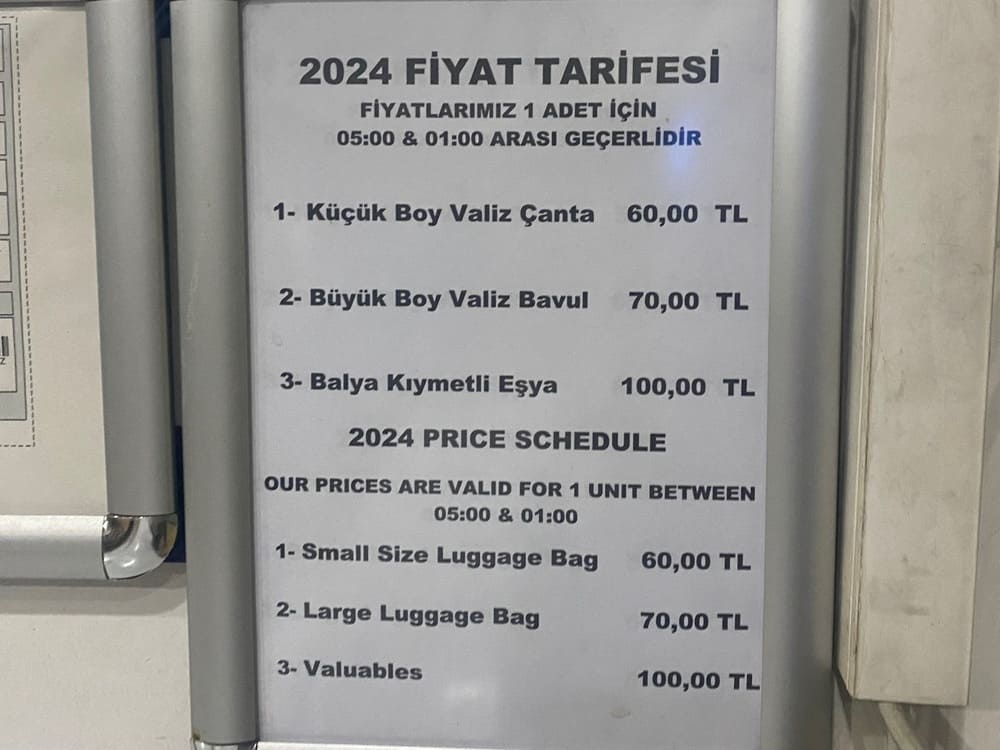 2024 FİYAT TARİFESİ
FİYATLARIMIZ 1 ADET İÇİN
05:00 & 01:00 ARASI GEÇERLİDİR
1- Küçük Boy Valiz Çanta 60,00 TL
2- Büyük Boy Valiz Bavul 70,00 TL
3- Balya Kıymetli Eşya 100,00 TL
2024 PRICE SCHEDULE
OUR PRICES ARE VALID FOR 1 UNIT BETWEEN
05:00 & 01:00
1- Small Size Luggage Bag 60,00 TL
2- Large Luggage Bag 70,00 TL
3- Valuables 100,00 TL